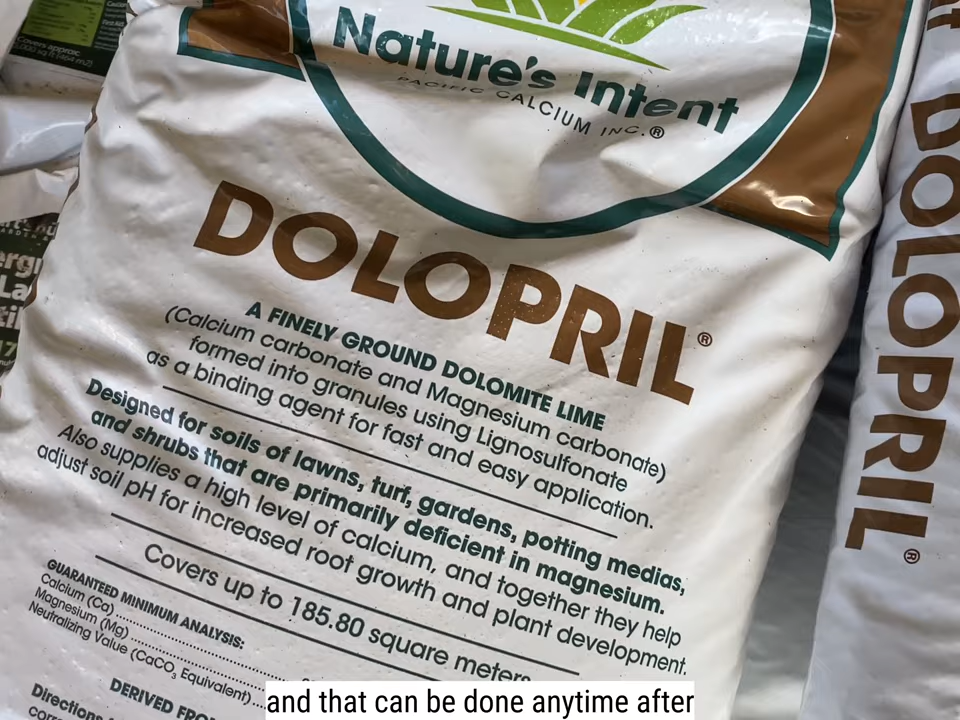 Covers approx.
Nature's Intent
PACIFIC CALCIUM INC.®
DOLOPRIL®
A FINELY GROUND DOLOMITE LIME
(Calcium carbonate and Magnesium carbonate)
formed into granules using Lignosulfonate
as a binding agent for fast and easy application.
Designed for soils of lawns, turf, gardens, potting medias,
and shrubs that are primarily deficient in magnesium.
Also supplies a high level of calcium, and together they help
adjust soil pH for increased root growth and plant development.
Covers up to 185.80 square meters
GUARANTEED MINIMUM ANALYSIS:
Calcium (Ca)
Magnesium (Mg)
Neutralizing Value (CaCO₃ Equivalent)
DERIVED FRO
Directions
DOLOPRIL®
and that can be done anytime after